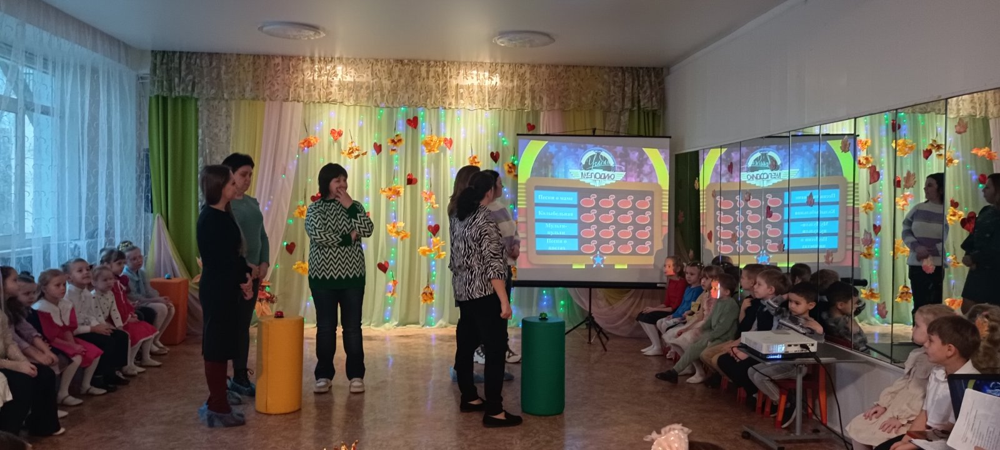 Угадай
МЕЛОДИЮ
Песни о маме
Колыбельная
Мульти-
пульти
Песни о
цветах